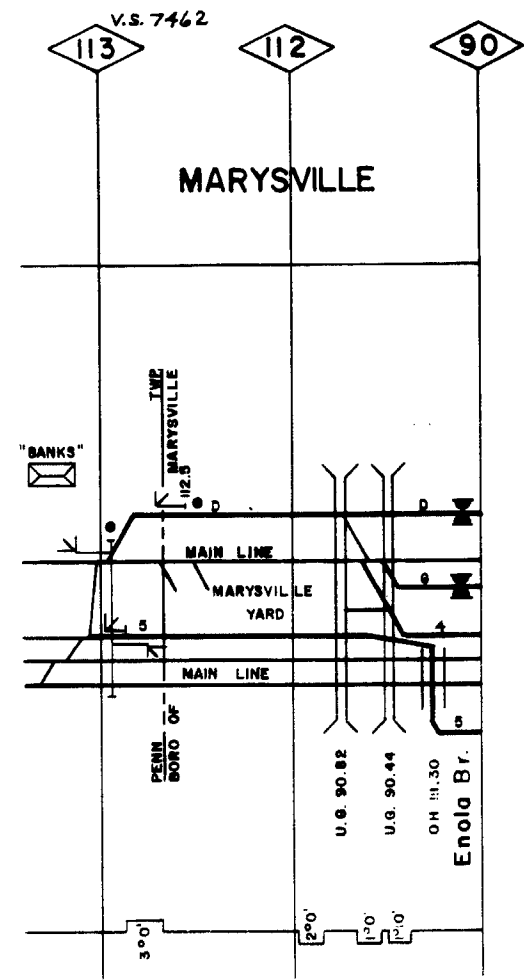 V.S. 7462
113
112
90
MARYSVILLE
TWP.
MARYSVILLE
"BANKS"
112.5
D
D
MAIN LINE
MARYSVILLE
YARD
G
5
4
MAIN LINE
5
PENN
BORO OF
U.G. 90.82
U.G. 90.44
OH 111.30
Enola Br.
3°0'
2°0'
1°0'
1°0'